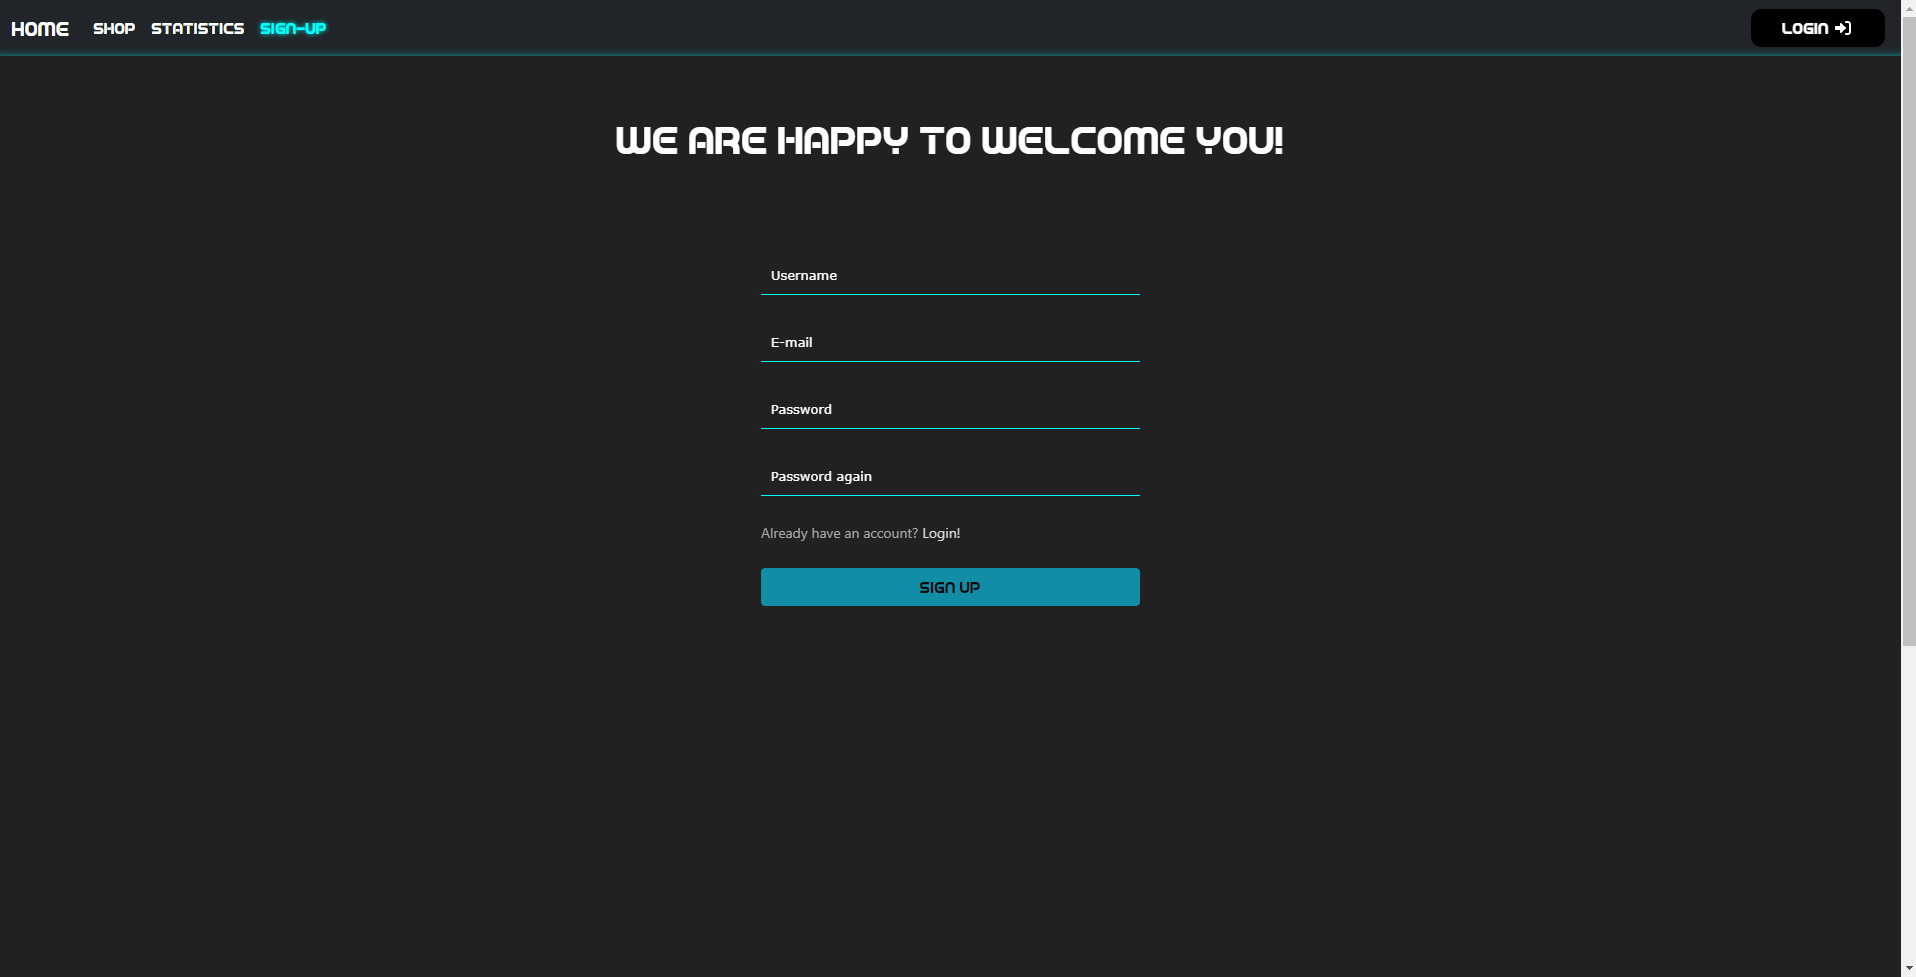 HOME SHOP STATISTICS SIGN-UP LOGIN
WE ARE HAPPY TO WELCOME YOU!
Username
E-mail
Password
Password again
Already have an account? Login!
SIGN UP